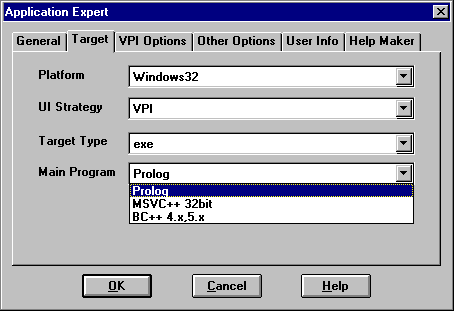 Application Expert
General Target VPI Options Other Options User Info Help Maker
Platform Windows32
UI Strategy VPI
Target Type exe
Main Program Prolog
Prolog
MSVC++ 32bit
BC++ 4.x,5.x
OK Cancel Help